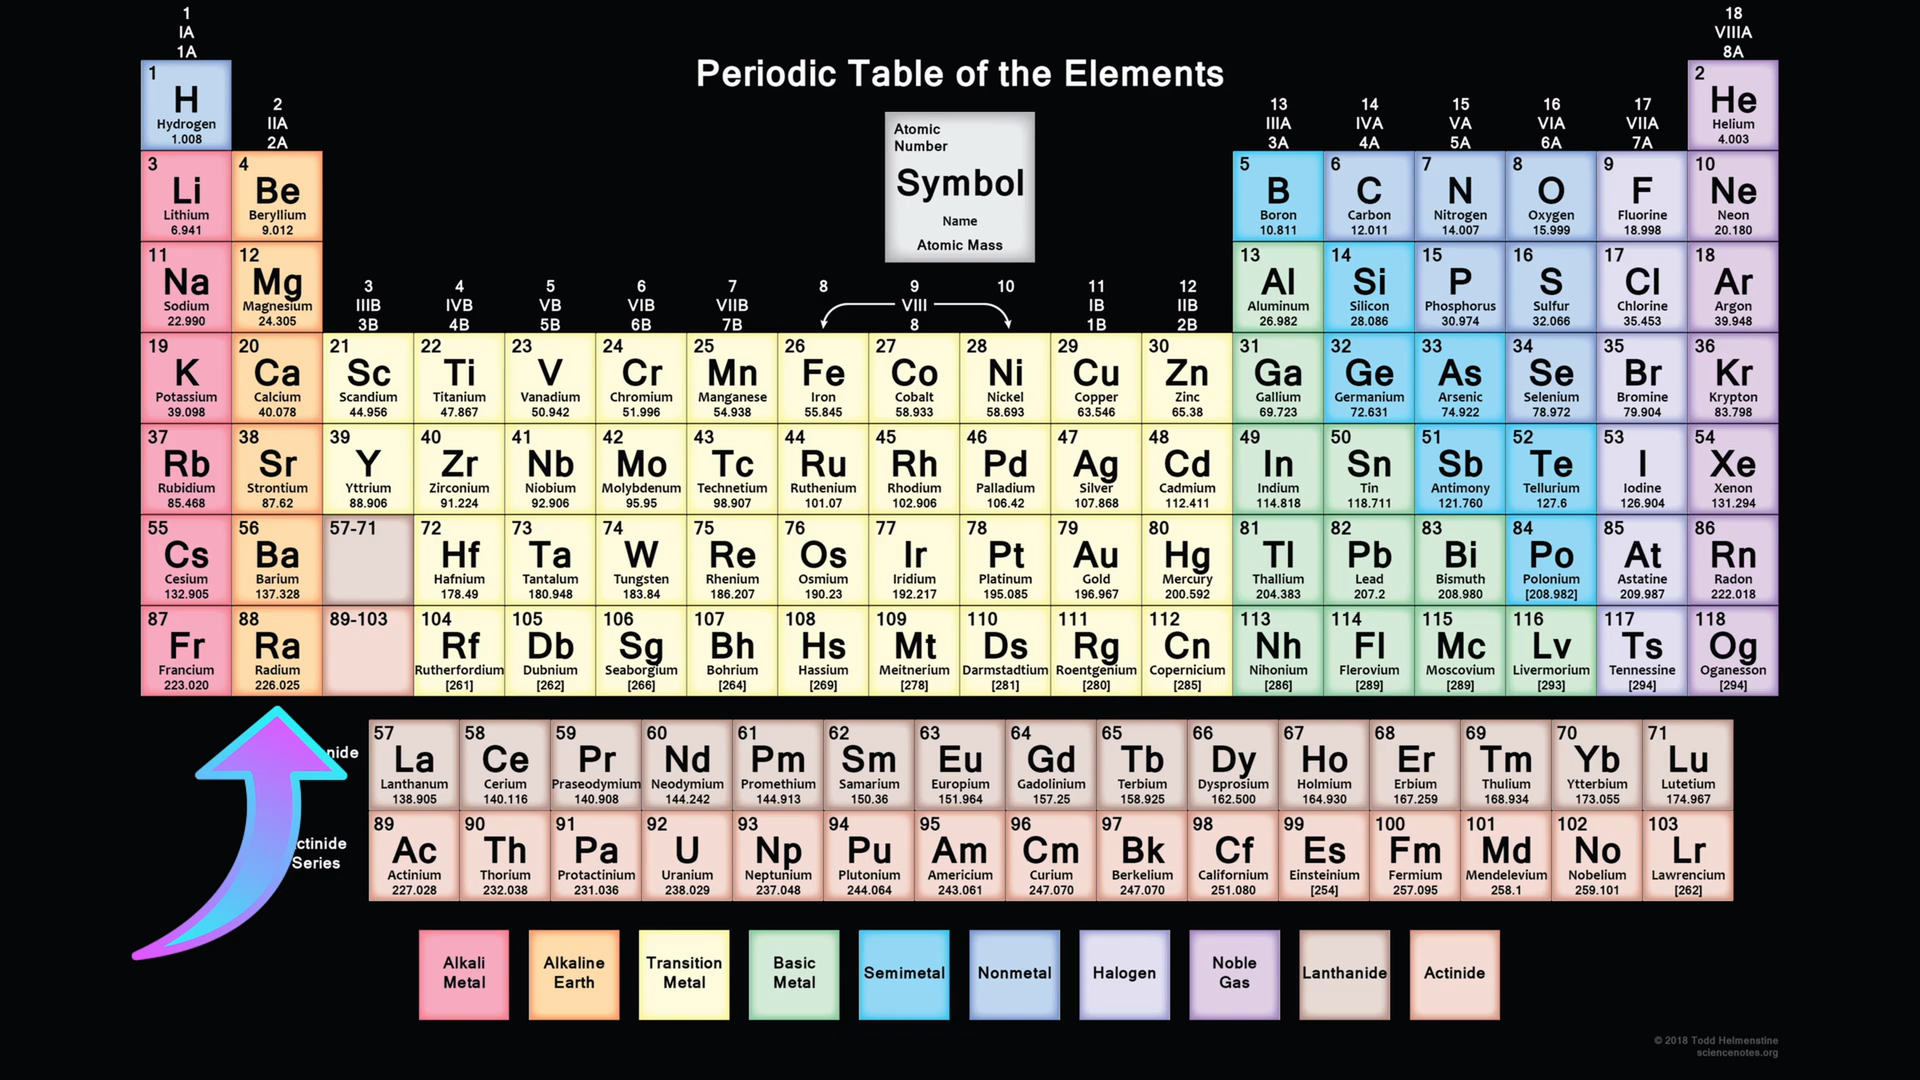 1
IA
1A
18
VIIIA
8A
Periodic Table of the Elements
1
H
Hydrogen
1.008
2
IIA
2A
13
IIIA
3A
14
IVA
4A
15
VA
5A
16
VIA
6A
17
VIIA
7A
2
He
Helium
4.003
Atomic
Number
Symbol
Name
Atomic Mass
3
Li
Lithium
6.941
4
Be
Beryllium
9.012
5
B
Boron
10.811
6
C
Carbon
12.011
7
N
Nitrogen
14.007
8
O
Oxygen
15.999
9
F
Fluorine
18.998
10
Ne
Neon
20.180
11
Na
Sodium
22.990
12
Mg
Magnesium
24.305
3
IIIB
3B
4
IVB
4B
5
VB
5B
6
VIB
6B
7
VIIB
7B
8
9
VIII
8
10
11
IB
1B
12
IIB
2B
13
Al
Aluminum
26.982
14
Si
Silicon
28.086
15
P
Phosphorus
30.974
16
S
Sulfur
32.066
17
Cl
Chlorine
35.453
18
Ar
Argon
39.948
19
K
Potassium
39.098
20
Ca
Calcium
40.078
21
Sc
Scandium
44.956
22
Ti
Titanium
47.867
23
V
Vanadium
50.942
24
Cr
Chromium
51.996
25
Mn
Manganese
54.938
26
Fe
Iron
55.845
27
Co
Cobalt
58.933
28
Ni
Nickel
58.693
29
Cu
Copper
63.546
30
Zn
Zinc
65.38
31
Ga
Gallium
69.723
32
Ge
Germanium
72.631
33
As
Arsenic
74.922
34
Se
Selenium
78.972
35
Br
Bromine
79.904
36
Kr
Krypton
83.798
37
Rb
Rubidium
85.468
38
Sr
Strontium
87.62
39
Y
Yttrium
88.906
40
Zr
Zirconium
91.224
41
Nb
Niobium
92.906
42
Mo
Molybdenum
95.95
43
Tc
Technetium
98.907
44
Ru
Ruthenium
101.07
45
Rh
Rhodium
102.906
46
Pd
Palladium
106.42
47
Ag
Silver
107.868
48
Cd
Cadmium
112.411
49
In
Indium
114.818
50
Sn
Tin
118.711
51
Sb
Antimony
121.760
52
Te
Tellurium
127.6
53
I
Iodine
126.904
54
Xe
Xenon
131.294
55
Cs
Cesium
132.905
56
Ba
Barium
137.328
57-71
72
Hf
Hafnium
178.49
73
Ta
Tantalum
180.948
74
W
Tungsten
183.84
75
Re
Rhenium
186.207
76
Os
Osmium
190.23
77
Ir
Iridium
192.217
78
Pt
Platinum
195.085
79
Au
Gold
196.967
80
Hg
Mercury
200.592
81
Tl
Thallium
204.383
82
Pb
Lead
207.2
83
Bi
Bismuth
208.980
84
Po
Polonium
[208.982]
85
At
Astatine
209.987
86
Rn
Radon
222.018
87
Fr
Francium
223.020
88
Ra
Radium
226.025
89-103
104
Rf
Rutherfordium
[261]
105
Db
Dubnium
[262]
106
Sg
Seaborgium
[266]
107
Bh
Bohrium
[264]
108
Hs
Hassium
[269]
109
Mt
Meitnerium
[278]
110
Ds
Darmstadtium
[281]
111
Rg
Roentgenium
[280]
112
Cn
Copernicium
[285]
113
Nh
Nihonium
[286]
114
Fl
Flerovium
[289]
115
Mc
Moscovium
[289]
116
Lv
Livermorium
[293]
117
Ts
Tennessine
[294]
118
Og
Oganesson
[294]
nide
57
La
Lanthanum
138.905
58
Ce
Cerium
140.116
59
Pr
Praseodymium
140.908
60
Nd
Neodymium
144.242
61
Pm
Promethium
144.913
62
Sm
Samarium
150.36
63
Eu
Europium
151.964
64
Gd
Gadolinium
157.25
65
Tb
Terbium
158.925
66
Dy
Dysprosium
162.500
67
Ho
Holmium
164.930
68
Er
Erbium
167.259
69
Tm
Thulium
168.934
70
Yb
Ytterbium
173.055
71
Lu
Lutetium
174.967
ctinide
Series
89
Ac
Actinium
227.028
90
Th
Thorium
232.038
91
Pa
Protactinium
231.036
92
U
Uranium
238.029
93
Np
Neptunium
237.048
94
Pu
Plutonium
244.064
95
Am
Americium
243.061
96
Cm
Curium
247.070
97
Bk
Berkelium
247.070
98
Cf
Californium
251.080
99
Es
Einsteinium
[254]
100
Fm
Fermium
257.095
101
Md
Mendelevium
258.1
102
No
Nobelium
259.101
103
Lr
Lawrencium
[262]
Alkali
Metal
Alkaline
Earth
Transition
Metal
Basic
Metal
Semimetal
Nonmetal
Halogen
Noble
Gas
Lanthanide
Actinide
© 2018 Todd Helmenstine
sciencenotes.org